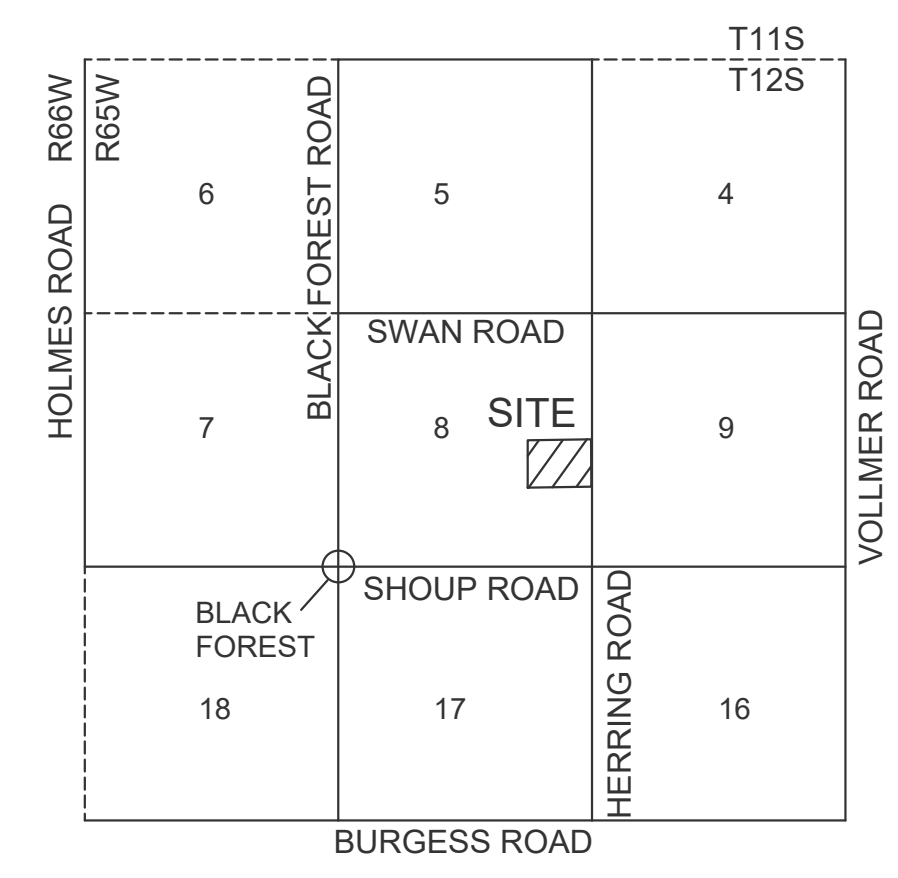 T11S
T12S
R66W
R65W
HOLMES ROAD
BLACK FOREST ROAD
6
5
4
SWAN ROAD
VOLLMER ROAD
SITE
7
8
9
SHOUP ROAD
BLACK
FOREST
HERRING ROAD
18
17
16
BURGESS ROAD